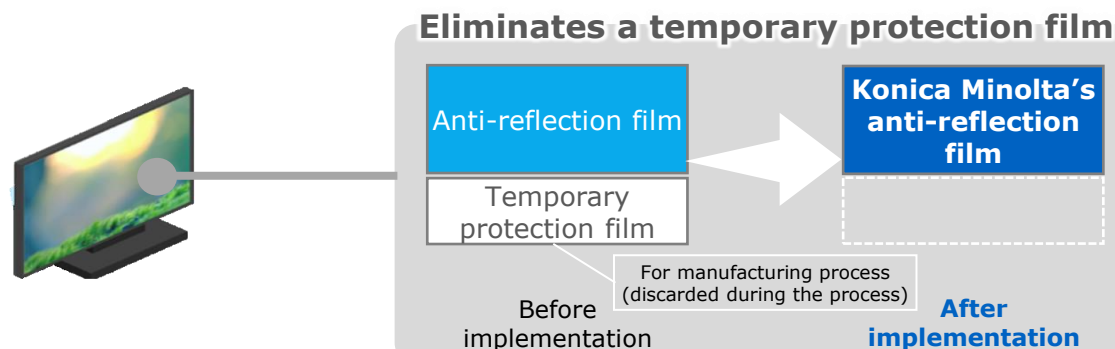 Eliminates a temporary protection film
Anti-reflection film
Temporary
protection film
Konica Minolta’s
anti-reflection
film
For manufacturing process
(discarded during the process)
Before
implementation
After
implementation